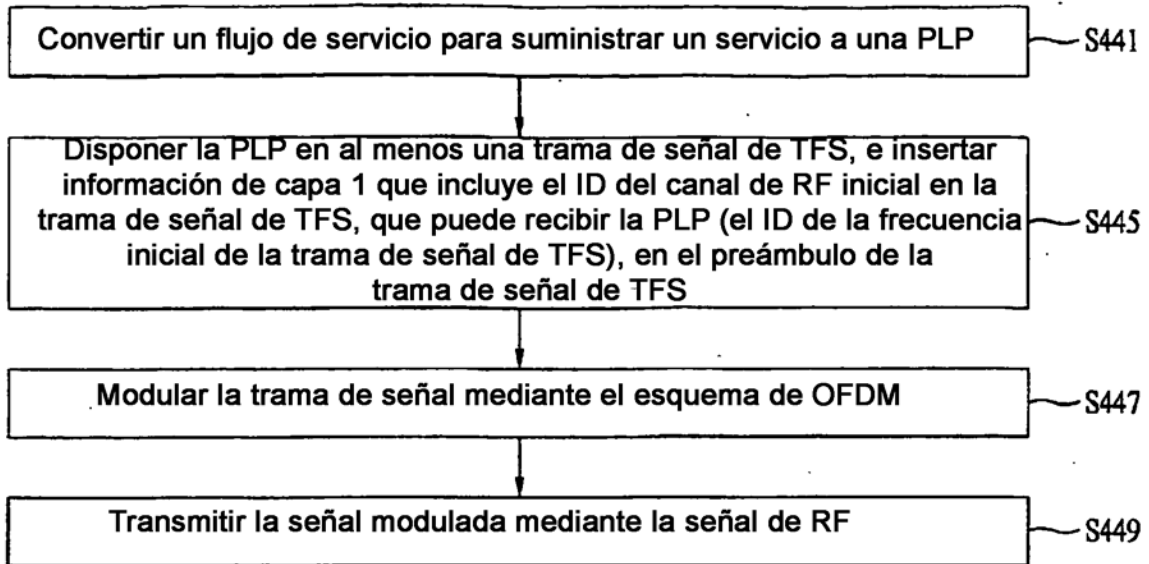 Convertir un flujo de servicio para suministrar un servicio a una PLP
S441
Disponer la PLP en al menos una trama de señal de TFS, e insertar
información de capa 1 que incluye el ID del canal de RF inicial en la
trama de señal de TFS, que puede recibir la PLP (el ID de la frecuencia
inicial de la trama de señal de TFS), en el preámbulo de la
trama de señal de TFS
S445
Modular la trama de señal mediante el esquema de OFDM
S447
Transmitir la señal modulada mediante la señal de RF
S449